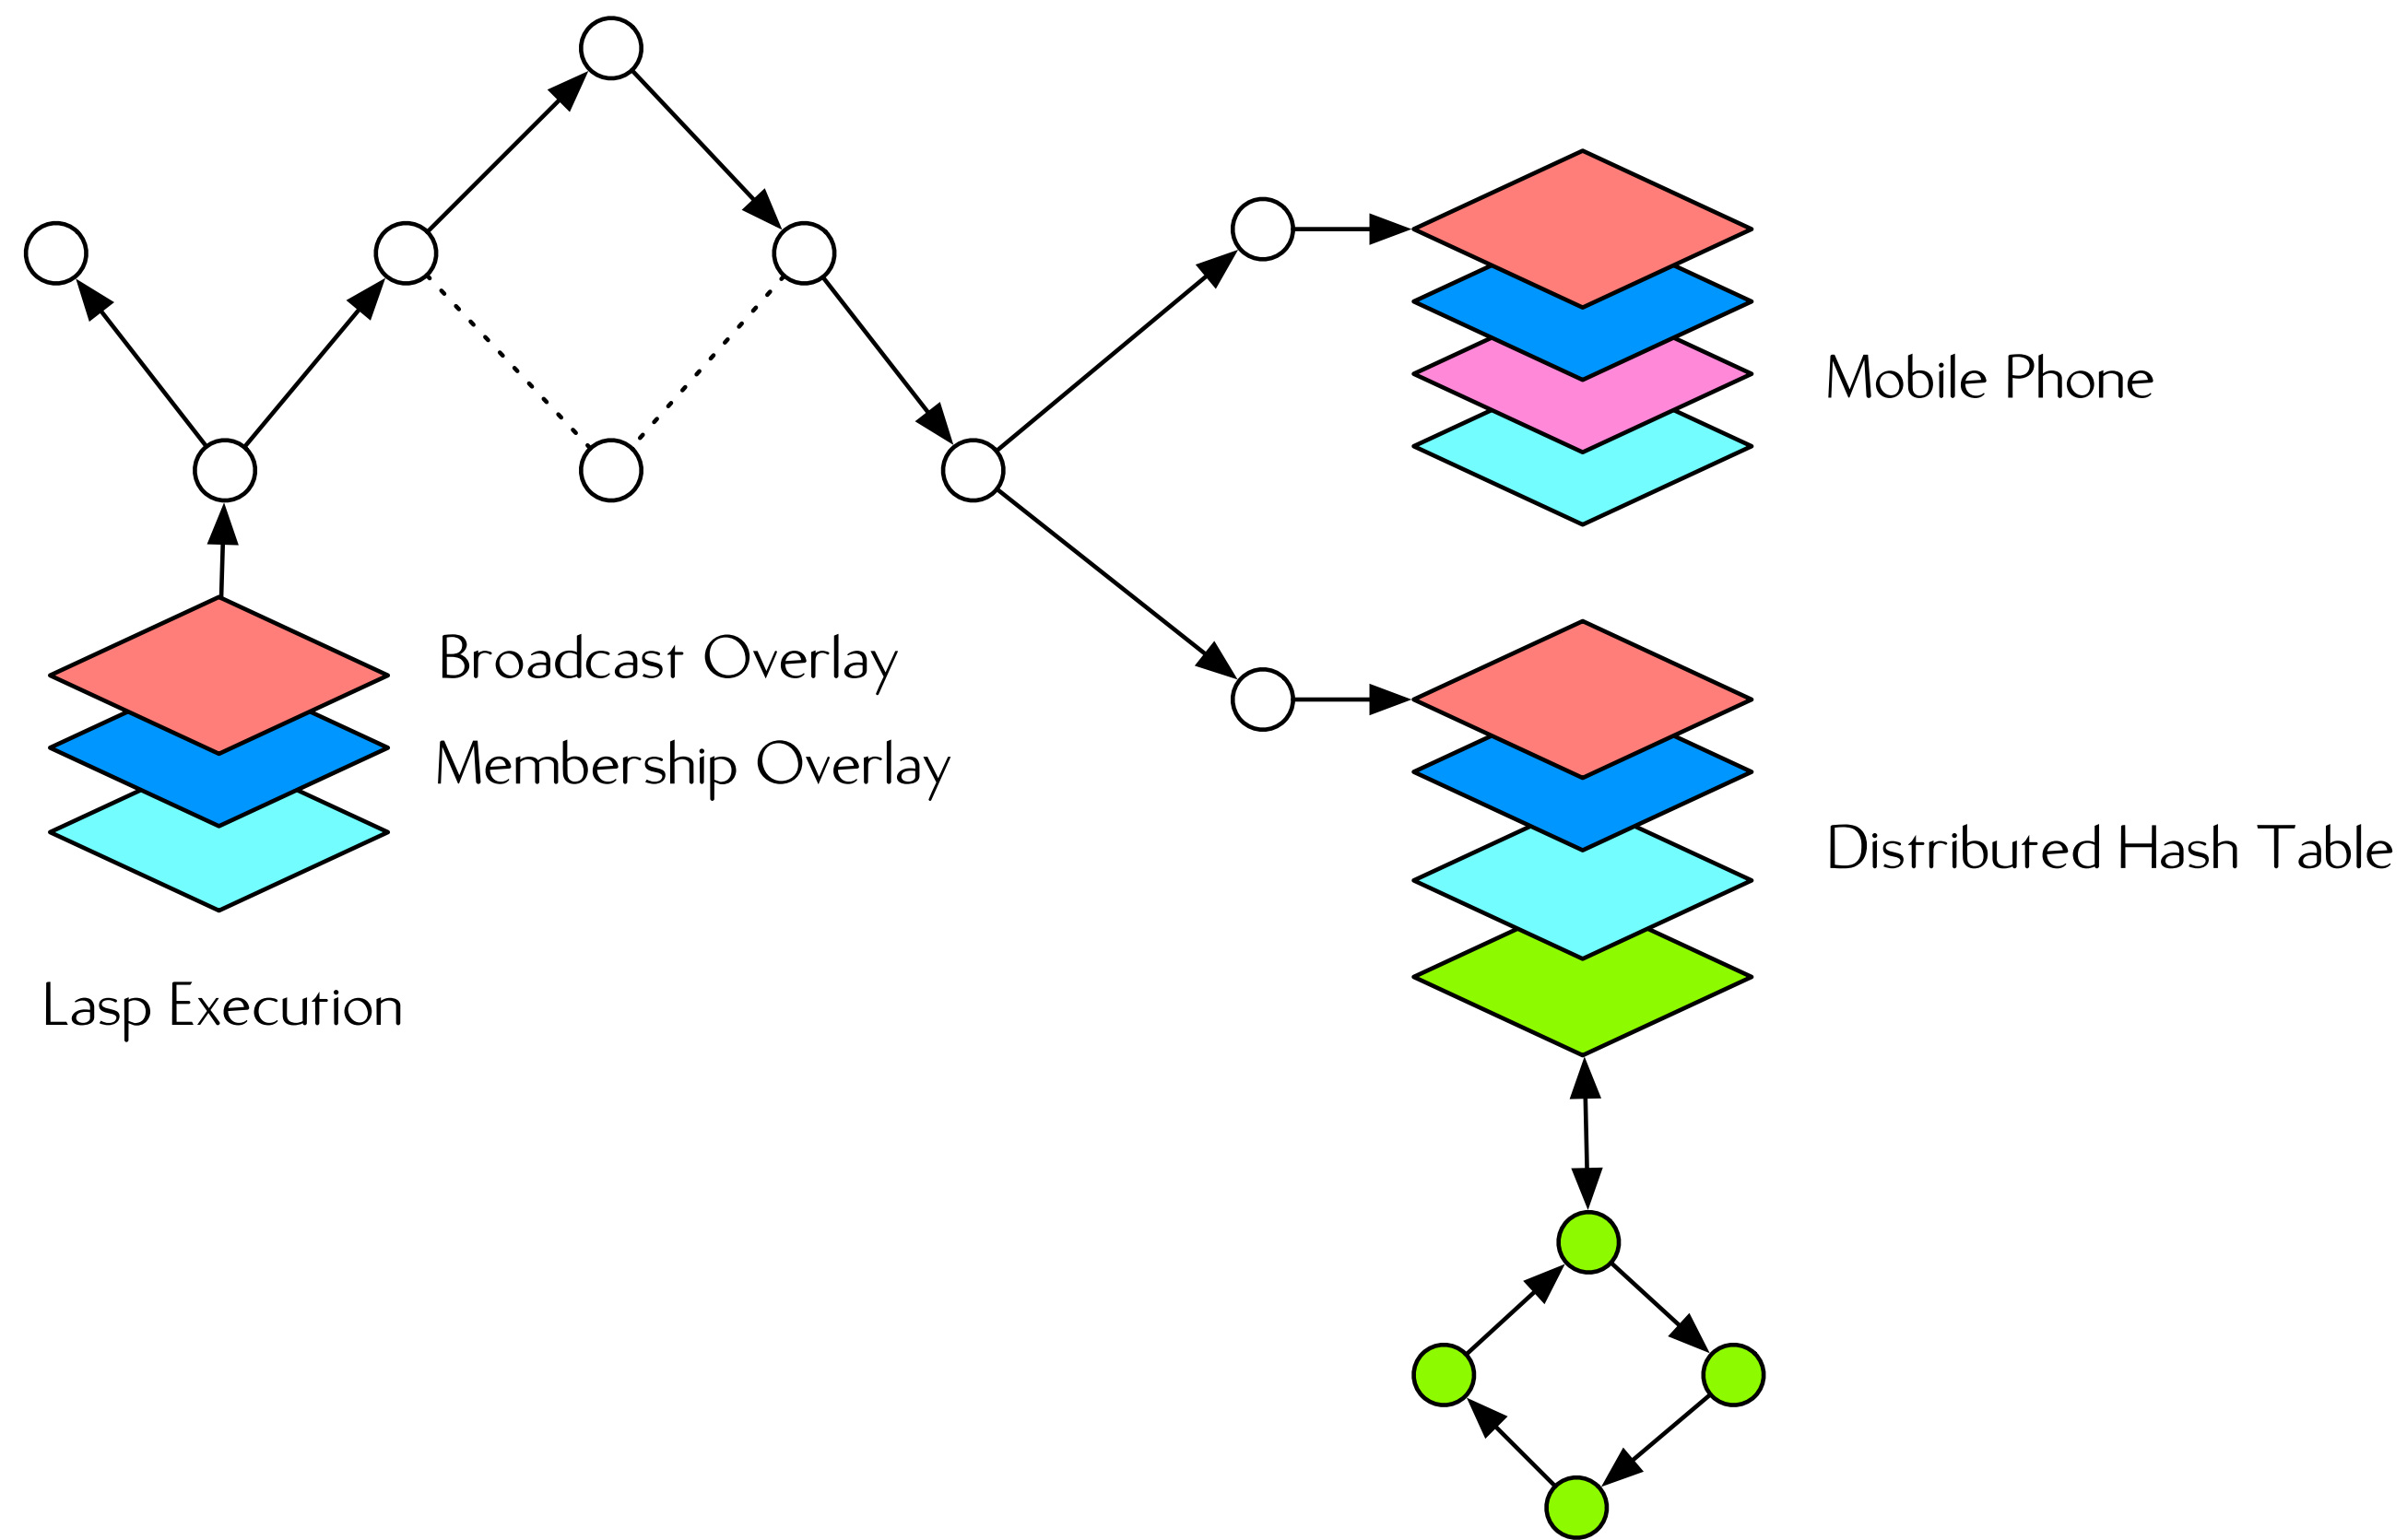 Mobile Phone
Broadcast Overlay
Membership Overlay
Distributed Hash Table
Lasp Execution